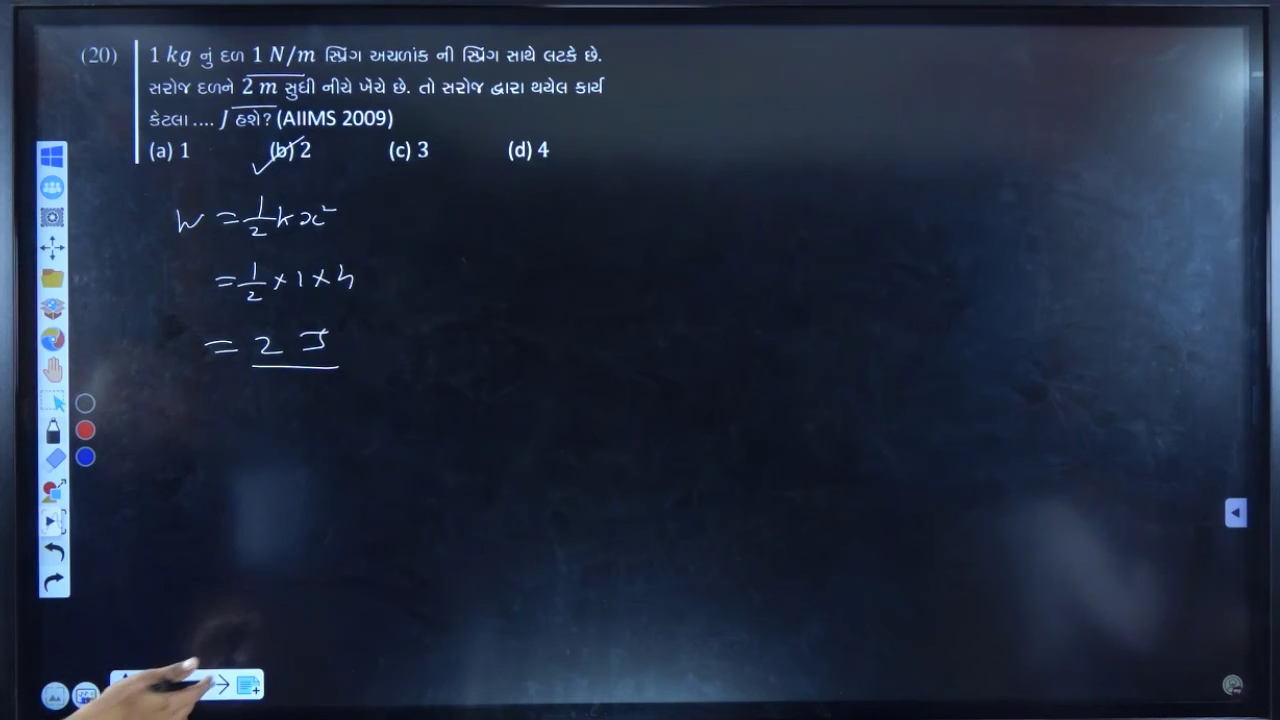 (20) 1 kg નું દળ 1 N/m સ્પ્રિંગ અચળાંક ની સ્પ્રિંગ સાથે લટકે છે.
સરોજ દળને 2 m સુધી નીચે ખેંચે છે. તો સરોજ દ્વારા થયેલ કાર્ય
કેટલા .... J હશે? (AIIMS 2009)
(a) 1 (b) 2 (c) 3 (d) 4
W = 1/2 kx²
= 1/2 × 1 × 4
= 2 J